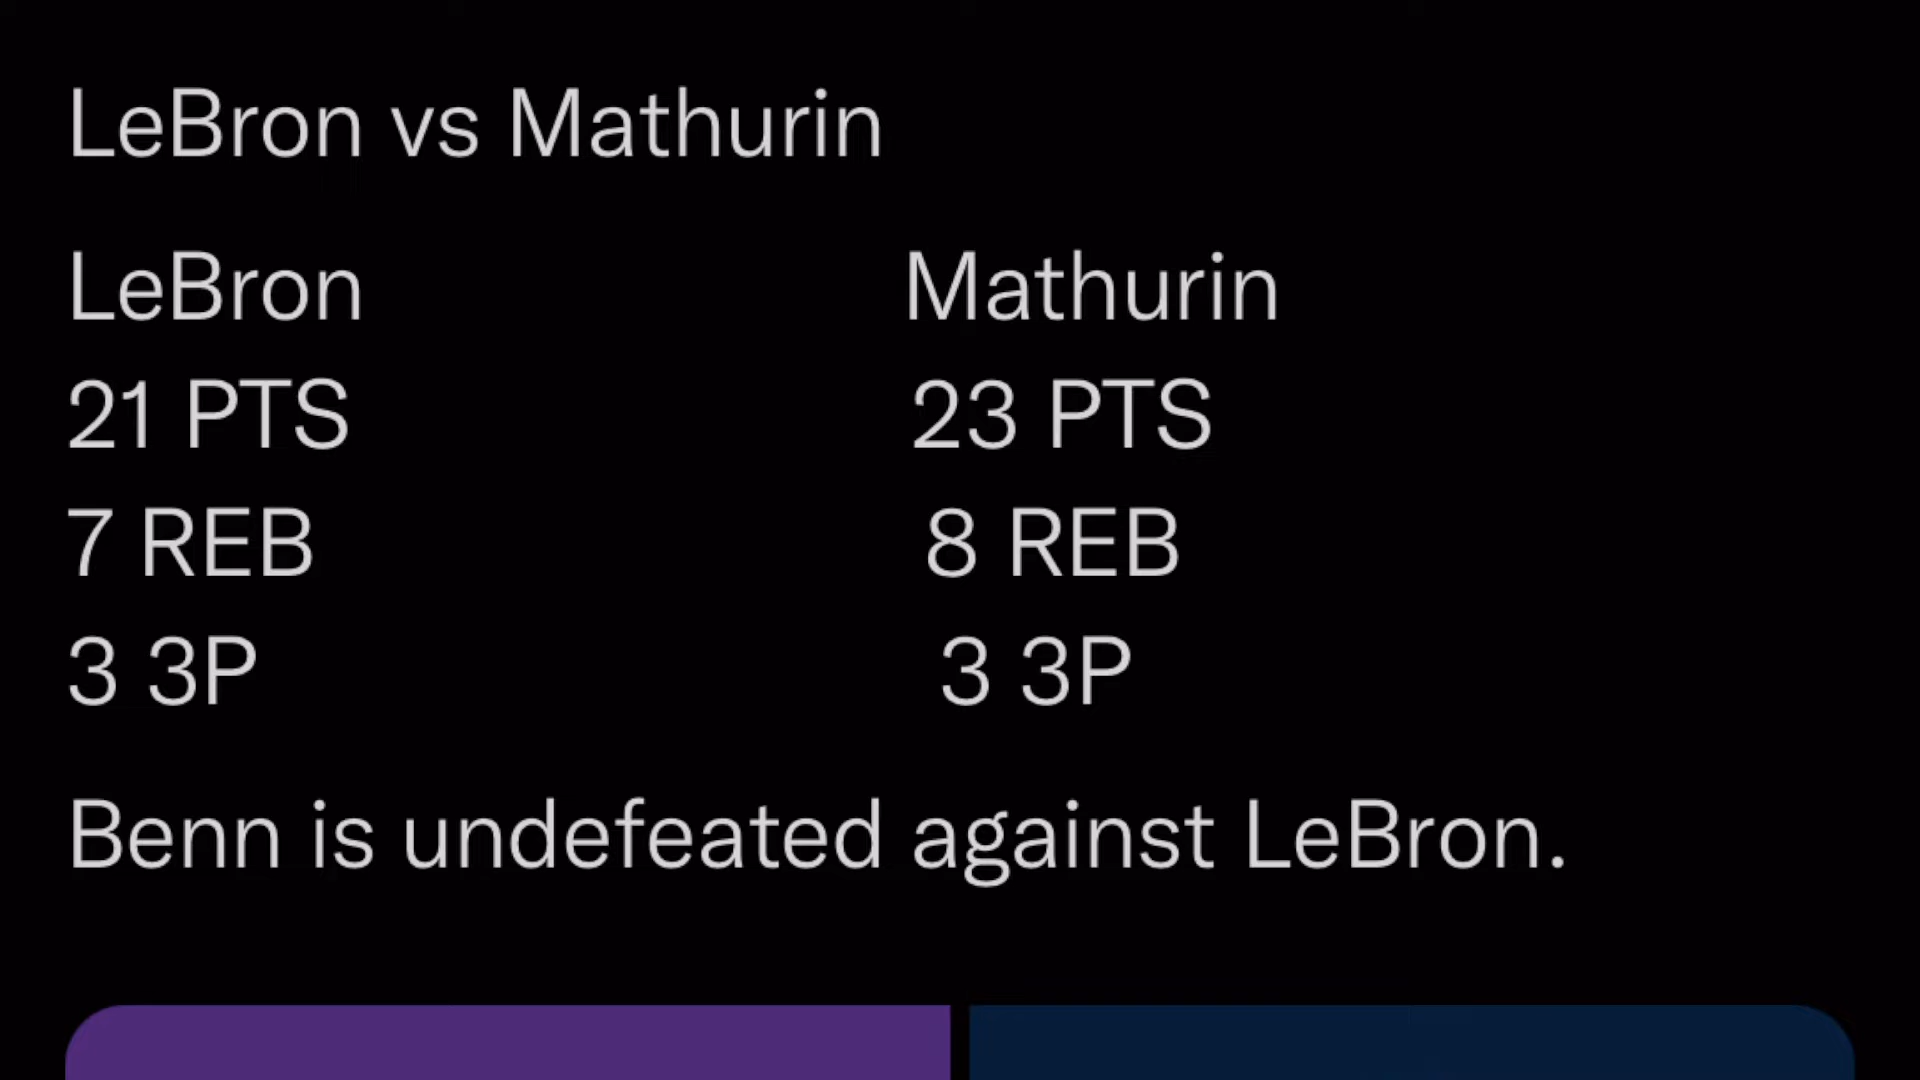 LeBron vs Mathurin
LeBron Mathurin
21 PTS 23 PTS
7 REB 8 REB
3 3P 3 3P
Benn is undefeated against LeBron.